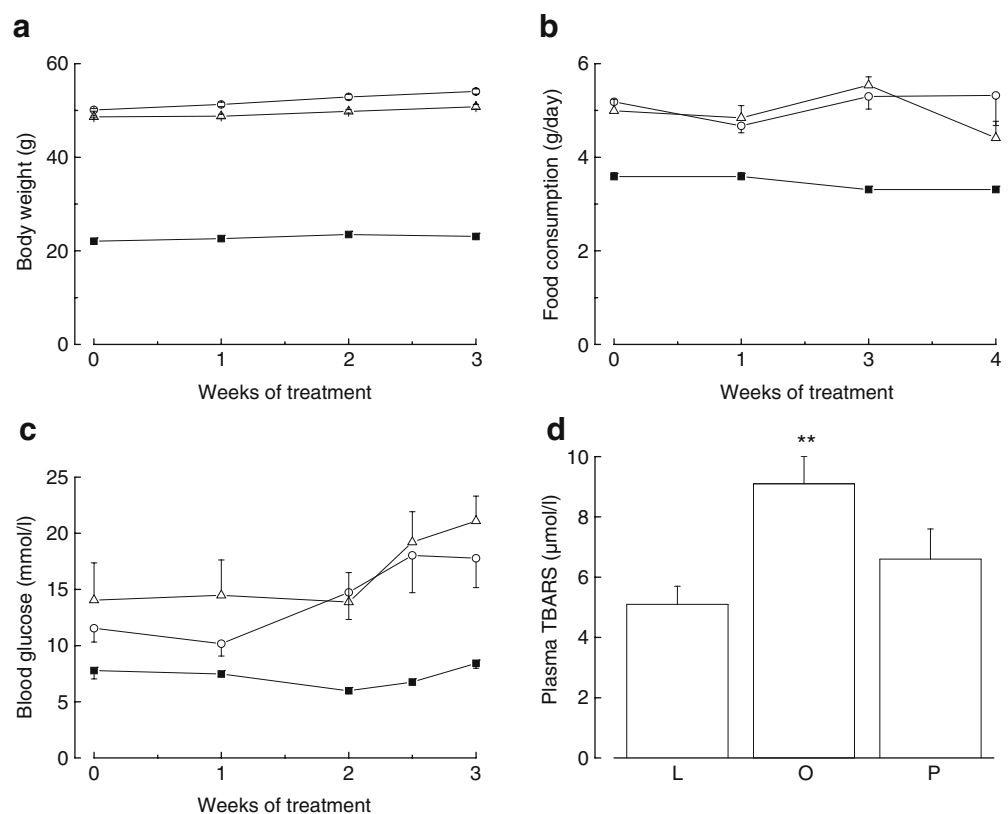 a
60
40
20
0
Body weight (g)
0 1 2 3
Weeks of treatment
b
6
4
2
0
Food consumption (g/day)
0 1 3 4
Weeks of treatment
c
25
20
15
10
5
0
Blood glucose (mmol/l)
0 1 2 3
Weeks of treatment
d
**
10
8
6
4
2
0
Plasma TBARS (µmol/l)
L O P